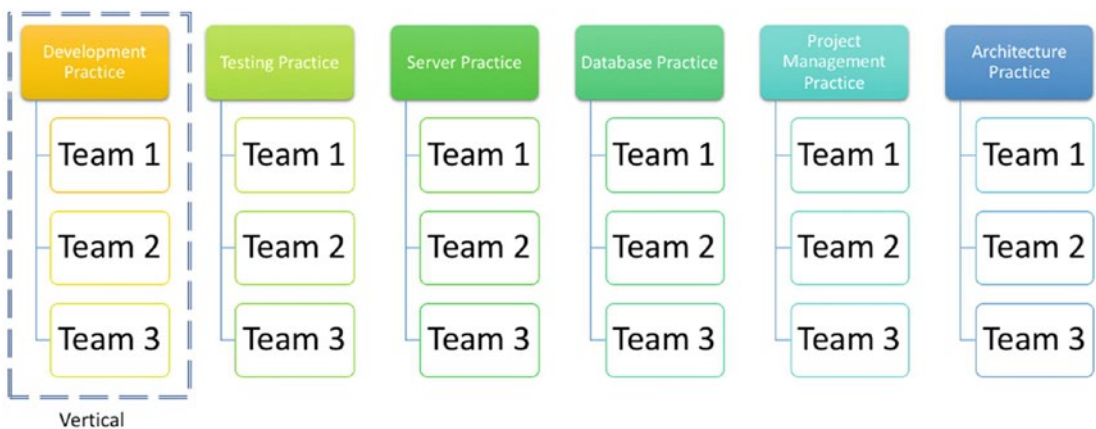 Development
Practice
Testing Practice
Server Practice
Database Practice
Project
Management
Practice
Architecture
Practice
Team 1
Team 1
Team 1
Team 1
Team 1
Team 1
Team 2
Team 2
Team 2
Team 2
Team 2
Team 2
Team 3
Team 3
Team 3
Team 3
Team 3
Team 3
Vertical